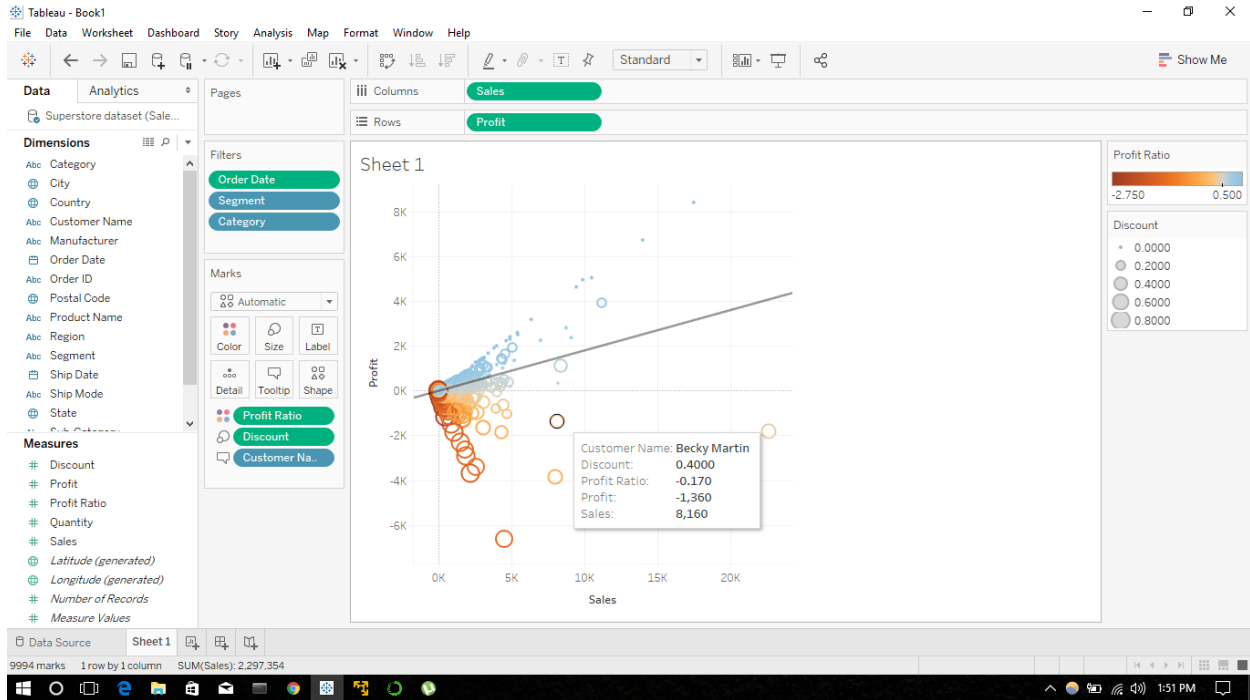 Tableau - Book1
File Data Worksheet Dashboard Story Analysis Map Format Window Help
Standard
Show Me
Data Analytics
Superstore dataset (Sale...
Dimensions
Abc Category
City
Country
Abc Customer Name
Abc Manufacturer
Order Date
Abc Order ID
Postal Code
Abc Product Name
Abc Region
Abc Segment
Ship Date
Abc Ship Mode
State
Measures
# Discount
# Profit
# Profit Ratio
# Quantity
# Sales
Latitude (generated)
Longitude (generated)
# Number of Records
# Measure Values
Pages
Filters
Order Date
Segment
Category
Marks
Automatic
Color Size Label
Detail Tooltip Shape
Profit Ratio
Discount
Customer Na..
Columns Sales
Rows Profit
Sheet 1
8K
6K
4K
2K
0K
-2K
-4K
-6K
Profit
0K 5K 10K 15K 20K
Sales
Customer Name: Becky Martin
Discount: 0.4000
Profit Ratio: -0.170
Profit: -1,360
Sales: 8,160
Profit Ratio
-2.750 0.500
Discount
0.0000
0.2000
0.4000
0.6000
0.8000
Data Source Sheet 1
9994 marks 1 row by 1 column SUM(Sales): 2,297,354
1:51 PM